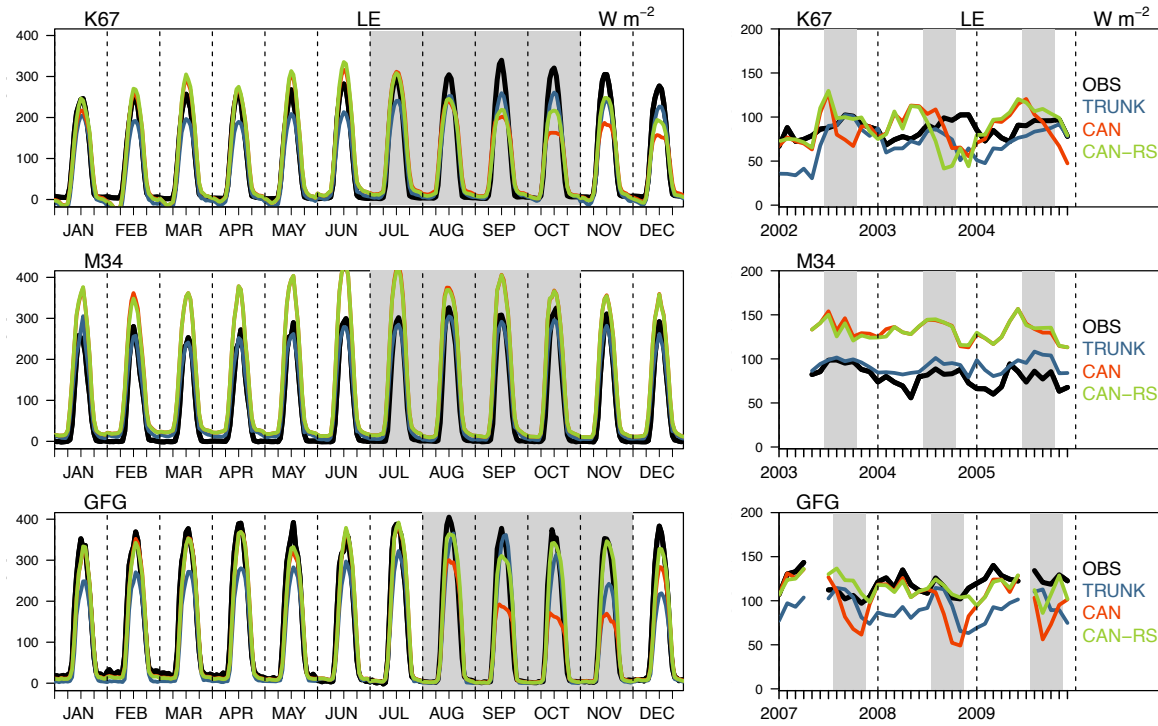 K67 LE W m−2
400
300
200
100
0
JAN FEB MAR APR MAY JUN JUL AUG SEP OCT NOV DEC
K67 LE W m−2
200
150
100
50
0
2002 2003 2004
OBS
TRUNK
CAN
CAN−RS
M34
400
300
200
100
0
JAN FEB MAR APR MAY JUN JUL AUG SEP OCT NOV DEC
M34
200
150
100
50
0
2003 2004 2005
OBS
TRUNK
CAN
CAN−RS
GFG
400
300
200
100
0
JAN FEB MAR APR MAY JUN JUL AUG SEP OCT NOV DEC
GFG
200
150
100
50
0
2007 2008 2009
OBS
TRUNK
CAN
CAN−RS